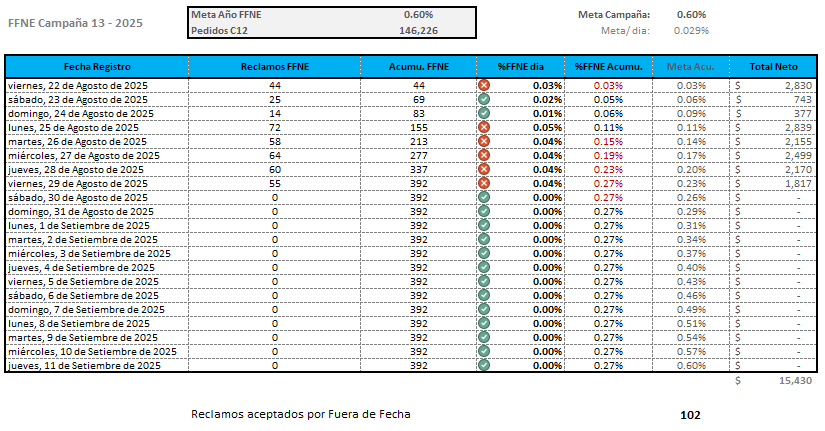 FFNE Campaña 13 - 2025
Meta Año FFNE 0.60%
Pedidos C12 146,226
Meta Campaña: 0.60%
Meta/ dia: 0.029%
Fecha Registro Reclamos FFNE Acumu. FFNE %FFNE dia %FFNE Acumu. Meta Acu. Total Neto
viernes, 22 de Agosto de 2025 44 44 0.03% 0.03% 0.03% $ 2,830
sábado, 23 de Agosto de 2025 25 69 0.02% 0.05% 0.06% $ 743
domingo, 24 de Agosto de 2025 14 83 0.01% 0.06% 0.09% $ 377
lunes, 25 de Agosto de 2025 72 155 0.05% 0.11% 0.11% $ 2,839
martes, 26 de Agosto de 2025 58 213 0.04% 0.15% 0.14% $ 2,155
miércoles, 27 de Agosto de 2025 64 277 0.04% 0.19% 0.17% $ 2,499
jueves, 28 de Agosto de 2025 60 337 0.04% 0.23% 0.20% $ 2,170
viernes, 29 de Agosto de 2025 55 392 0.04% 0.27% 0.23% $ 1,817
sábado, 30 de Agosto de 2025 0 392 0.00% 0.27% 0.26% $ -
domingo, 31 de Agosto de 2025 0 392 0.00% 0.27% 0.29% $ -
lunes, 1 de Setiembre de 2025 0 392 0.00% 0.27% 0.31% $ -
martes, 2 de Setiembre de 2025 0 392 0.00% 0.27% 0.34% $ -
miércoles, 3 de Setiembre de 2025 0 392 0.00% 0.27% 0.37% $ -
jueves, 4 de Setiembre de 2025 0 392 0.00% 0.27% 0.40% $ -
viernes, 5 de Setiembre de 2025 0 392 0.00% 0.27% 0.43% $ -
sábado, 6 de Setiembre de 2025 0 392 0.00% 0.27% 0.46% $ -
domingo, 7 de Setiembre de 2025 0 392 0.00% 0.27% 0.49% $ -
lunes, 8 de Setiembre de 2025 0 392 0.00% 0.27% 0.51% $ -
martes, 9 de Setiembre de 2025 0 392 0.00% 0.27% 0.54% $ -
miércoles, 10 de Setiembre de 2025 0 392 0.00% 0.27% 0.57% $ -
jueves, 11 de Setiembre de 2025 0 392 0.00% 0.27% 0.60% $ -
$ 15,430
Reclamos aceptados por Fuera de Fecha 102